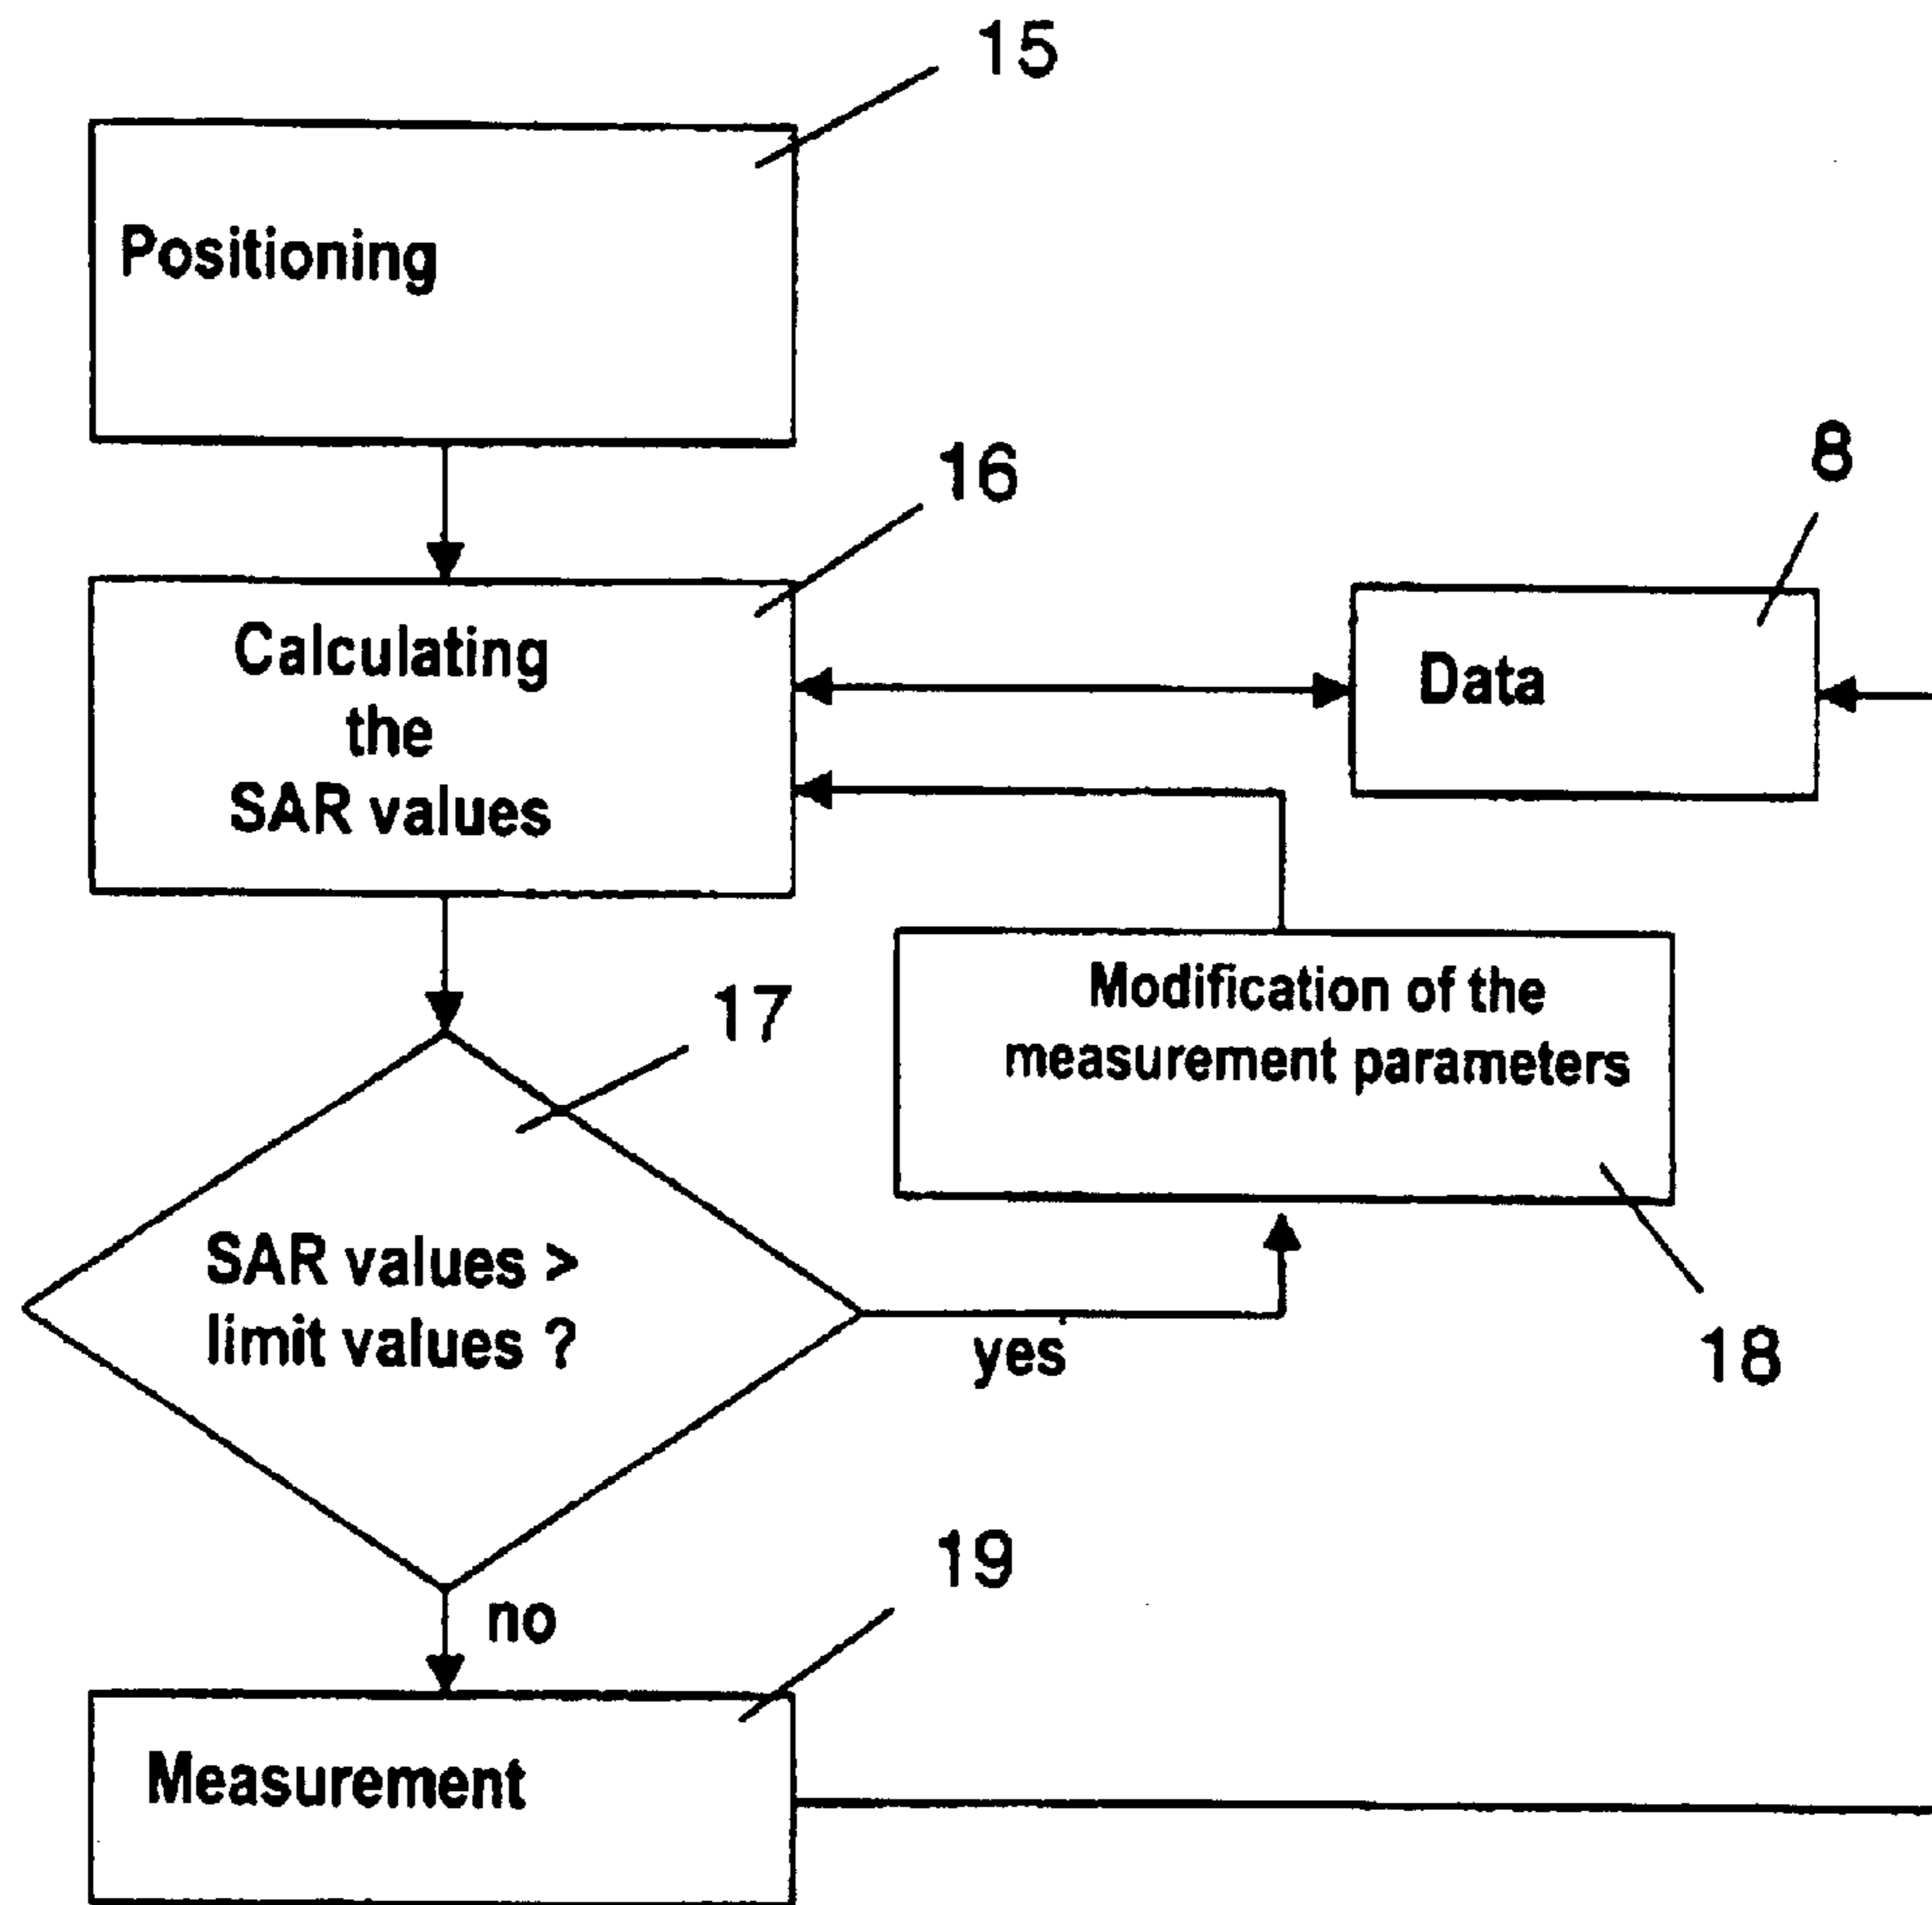 15
Positioning
16
8
Calculating
the
SAR values
Data
17
Modification of the
measurement parameters
SAR values >
limit values ?
yes
18
no
19
Measurement